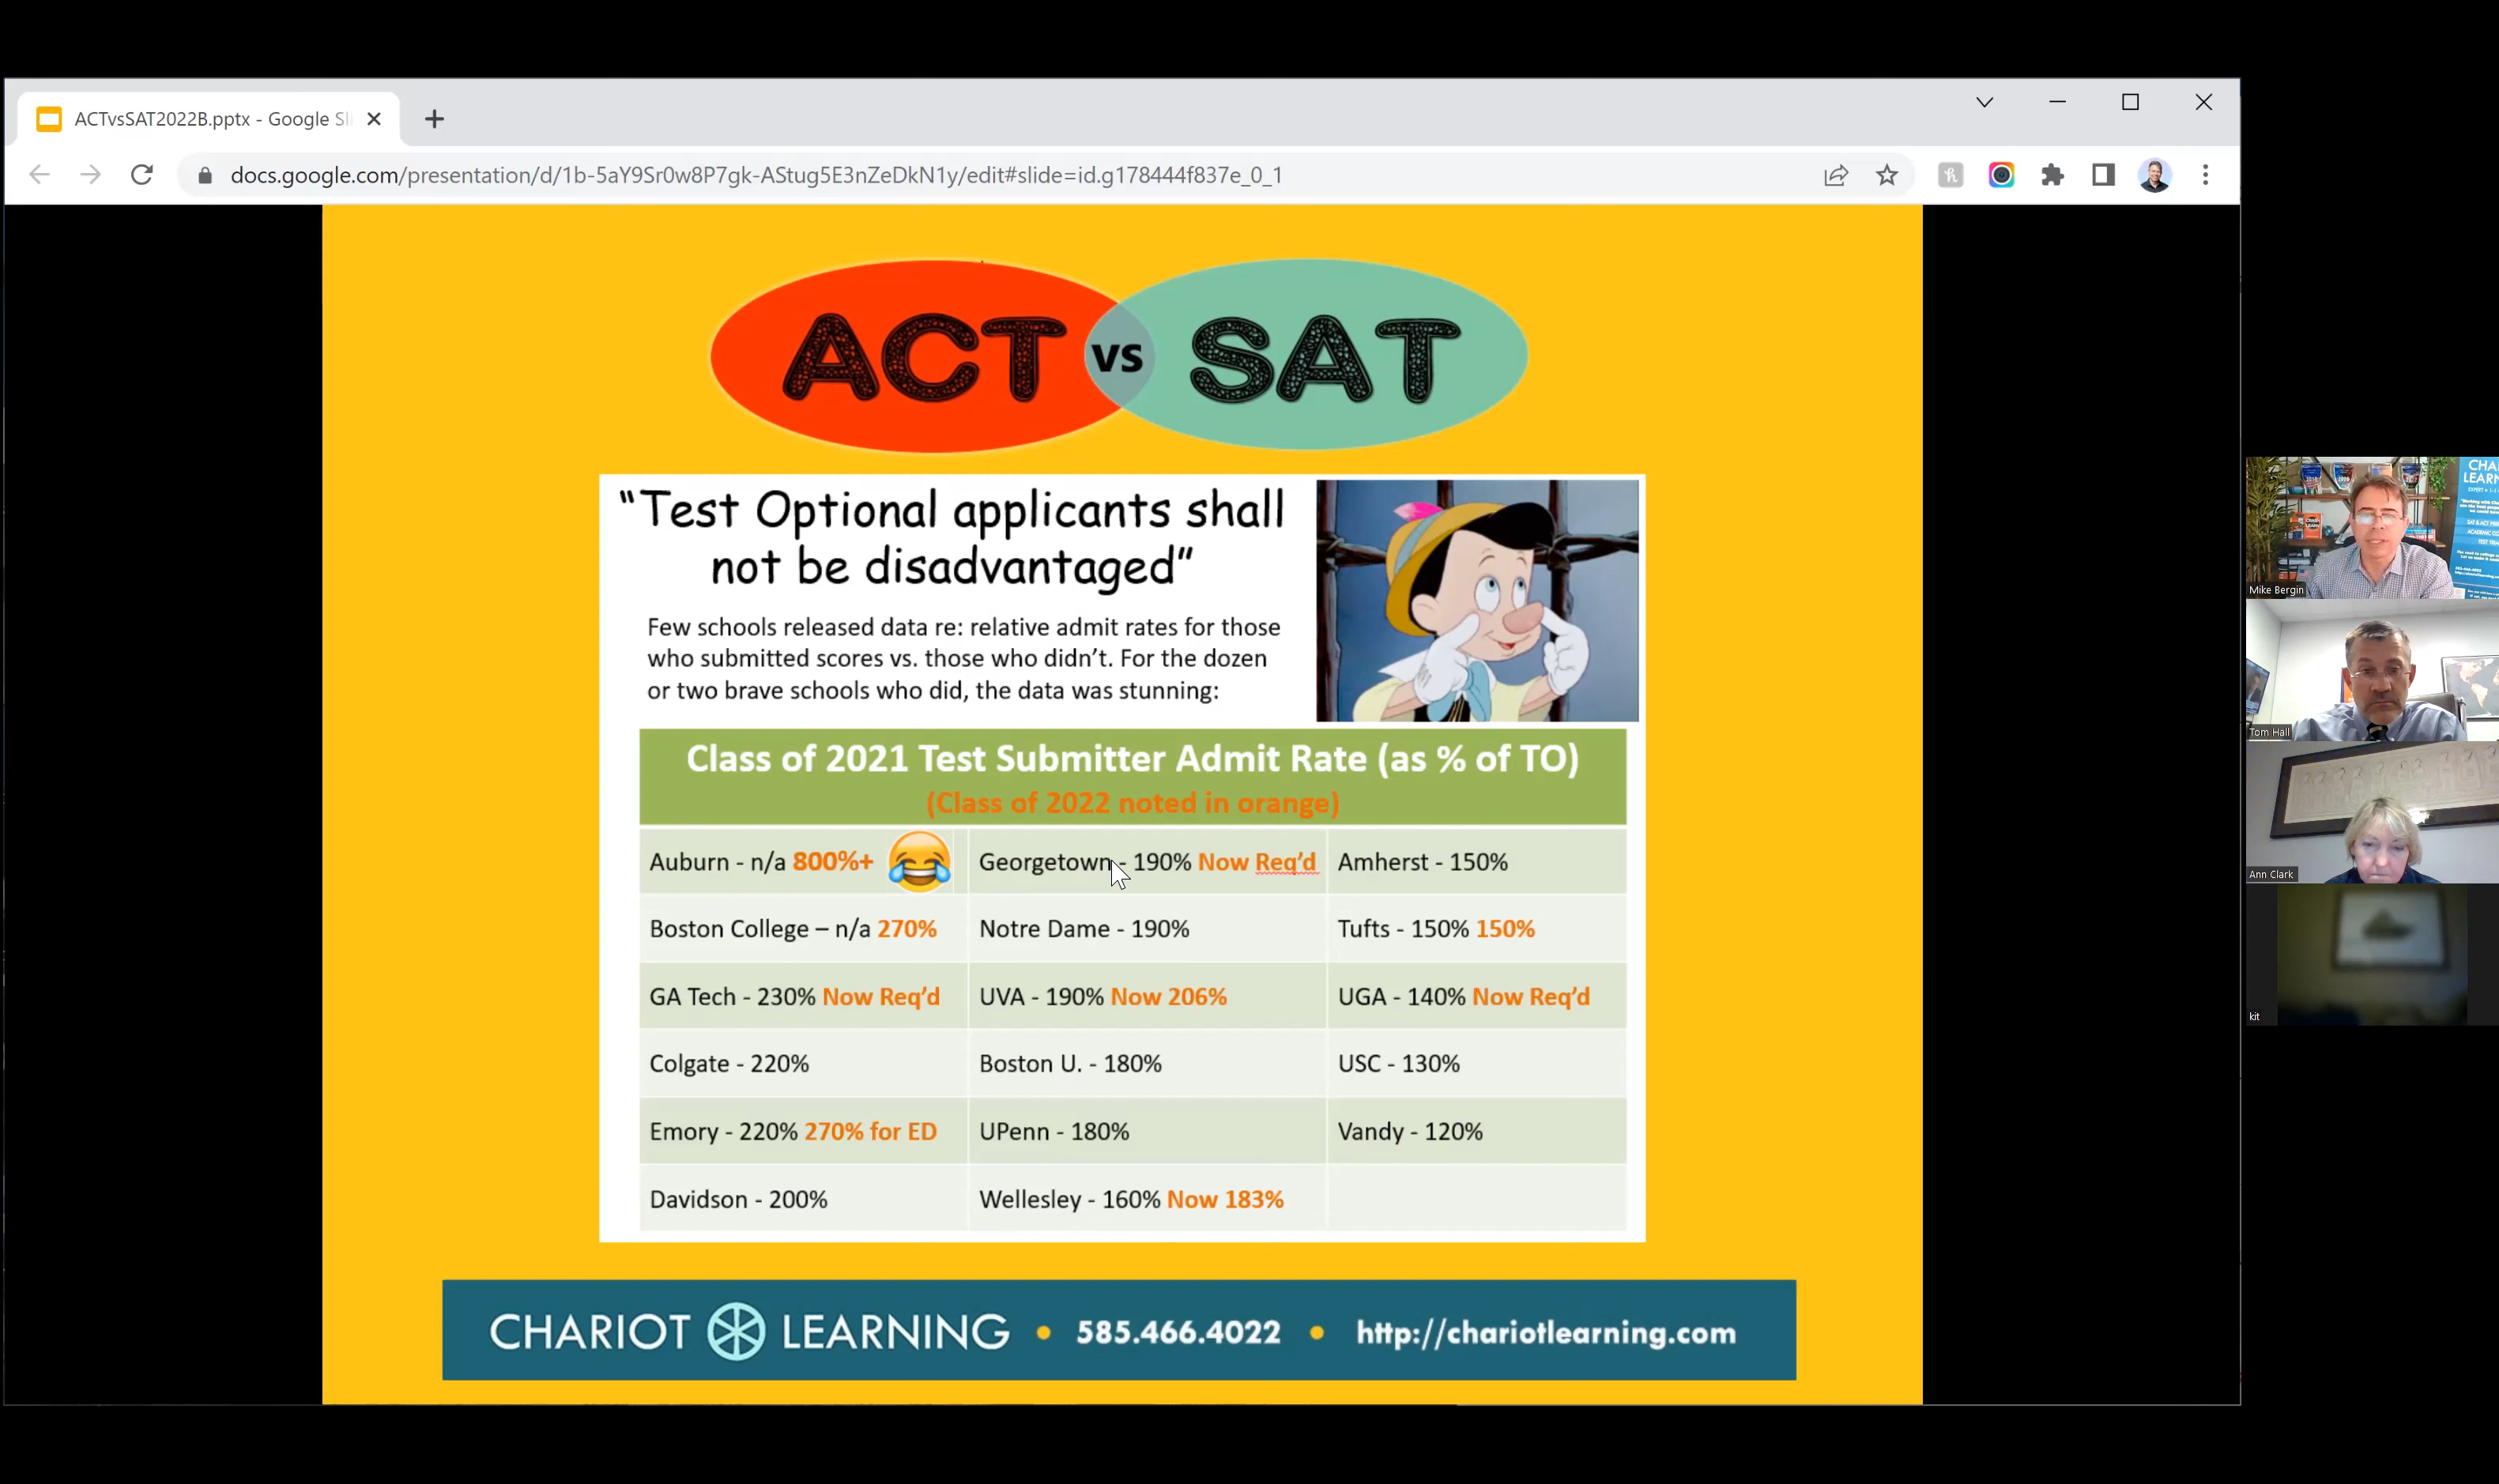 ACTvsSAT2022B.pptx - Google Sli
docs.google.com/presentation/d/1b-5aY9Sr0w8P7gk-AStug5E3nZeDkN1y/edit#slide=id.g178444f837e_0_1
ACT vs SAT
“Test Optional applicants shall
not be disadvantaged”
Few schools released data re: relative admit rates for those
who submitted scores vs. those who didn’t. For the dozen
or two brave schools who did, the data was stunning:
Class of 2021 Test Submitter Admit Rate (as % of TO)
(Class of 2022 noted in orange)
Auburn - n/a 800%+
Georgetown - 190% Now Req’d
Amherst - 150%
Boston College – n/a 270%
Notre Dame - 190%
Tufts - 150% 150%
GA Tech - 230% Now Req’d
UVA - 190% Now 206%
UGA - 140% Now Req’d
Colgate - 220%
Boston U. - 180%
USC - 130%
Emory - 220% 270% for ED
UPenn - 180%
Vandy - 120%
Davidson - 200%
Wellesley - 160% Now 183%
CHARIOT LEARNING • 585.466.4022 • http://chariotlearning.com
CHA
LEARN
Mike Bergin
Tom Hall
Ann Clark
kit